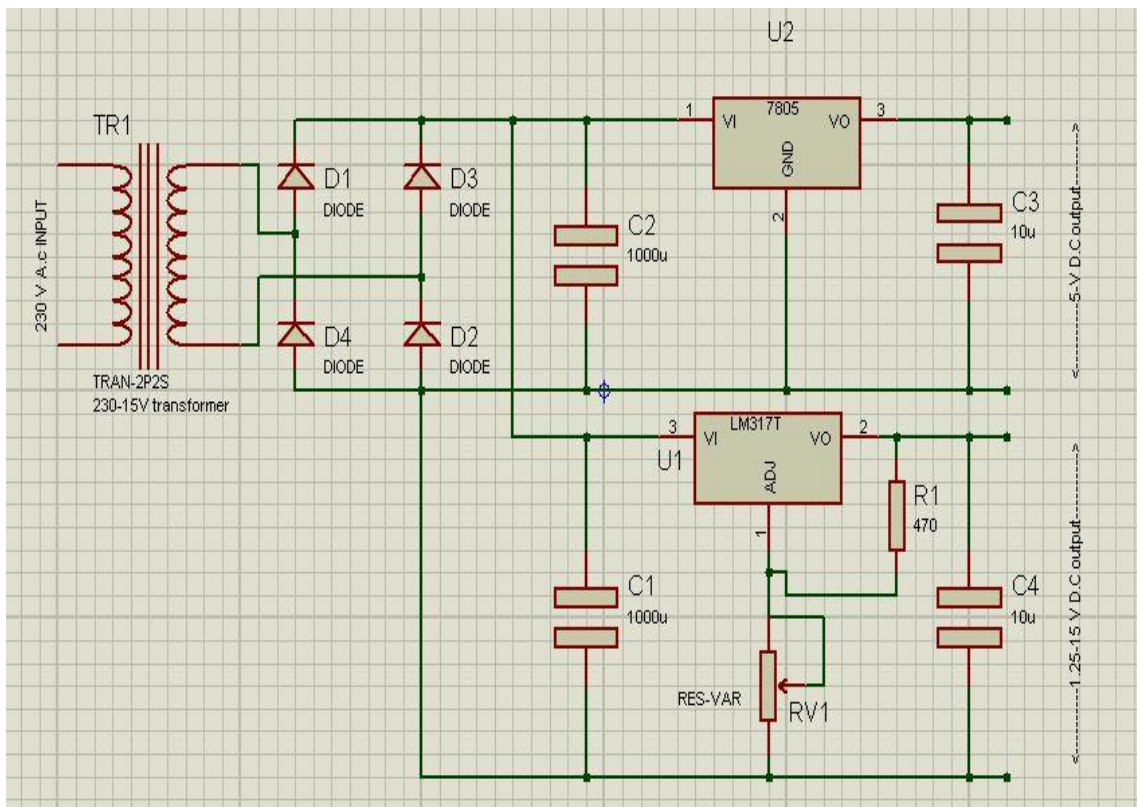 U2
7805
1
VI
VO
3
GND
2
TR1
230 V A.c INPUT
TRAN-2P2S
230-15V transformer
D1
DIODE
D3
DIODE
D4
DIODE
D2
DIODE
C2
1000u
C3
10u
<-------5-V D.C output------->
LM317T
3
VI
VO
2
U1
ADJ
1
R1
470
C1
1000u
C4
10u
RES-VAR
RV1
<-------1.25-15 V D.C output------->